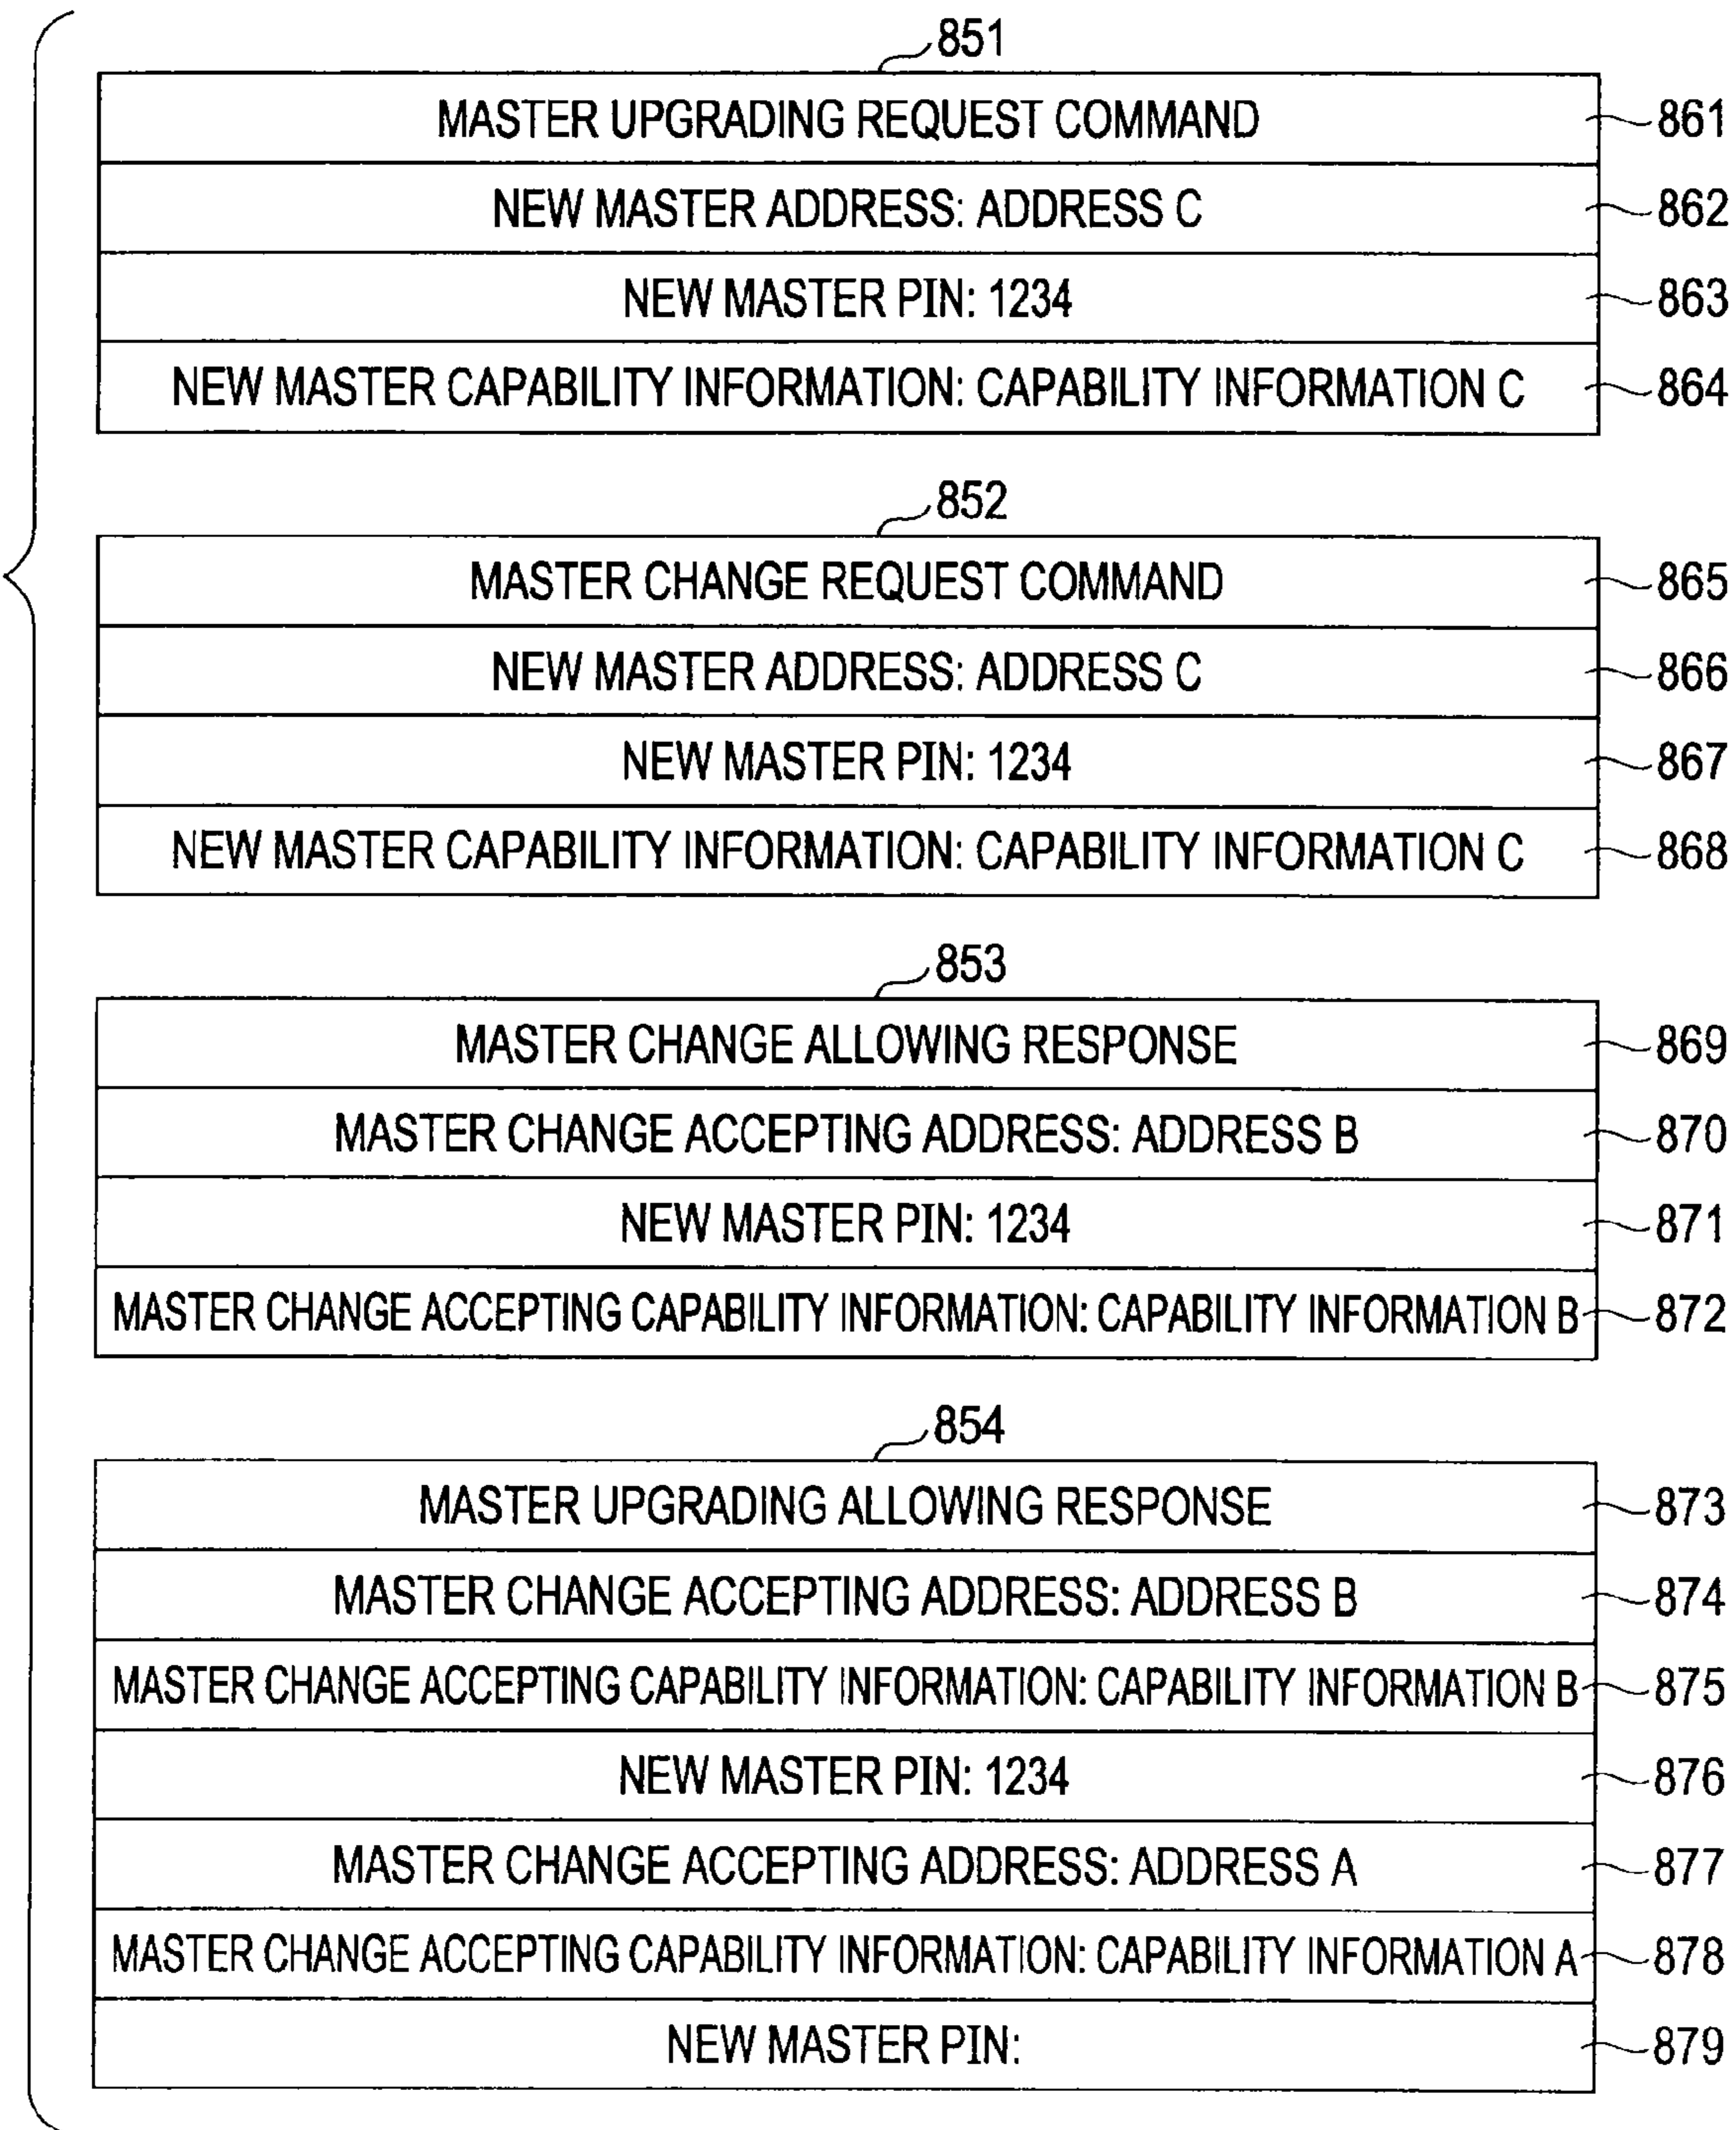 851
MASTER UPGRADING REQUEST COMMAND 861
NEW MASTER ADDRESS: ADDRESS C 862
NEW MASTER PIN: 1234 863
NEW MASTER CAPABILITY INFORMATION: CAPABILITY INFORMATION C 864
852
MASTER CHANGE REQUEST COMMAND 865
NEW MASTER ADDRESS: ADDRESS C 866
NEW MASTER PIN: 1234 867
NEW MASTER CAPABILITY INFORMATION: CAPABILITY INFORMATION C 868
853
MASTER CHANGE ALLOWING RESPONSE 869
MASTER CHANGE ACCEPTING ADDRESS: ADDRESS B 870
NEW MASTER PIN: 1234 871
MASTER CHANGE ACCEPTING CAPABILITY INFORMATION: CAPABILITY INFORMATION B 872
854
MASTER UPGRADING ALLOWING RESPONSE 873
MASTER CHANGE ACCEPTING ADDRESS: ADDRESS B 874
MASTER CHANGE ACCEPTING CAPABILITY INFORMATION: CAPABILITY INFORMATION B 875
NEW MASTER PIN: 1234 876
MASTER CHANGE ACCEPTING ADDRESS: ADDRESS A 877
MASTER CHANGE ACCEPTING CAPABILITY INFORMATION: CAPABILITY INFORMATION A 878
NEW MASTER PIN: 879